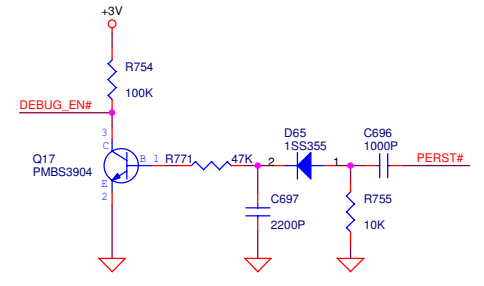 +3V
R754
100K
DEBUG_EN#
3
C
Q17
PMBS3904
B 1
R771
47K
E
2
2
D65
1SS355
1
C696
1000P
PERST#
C697
2200P
R755
10K